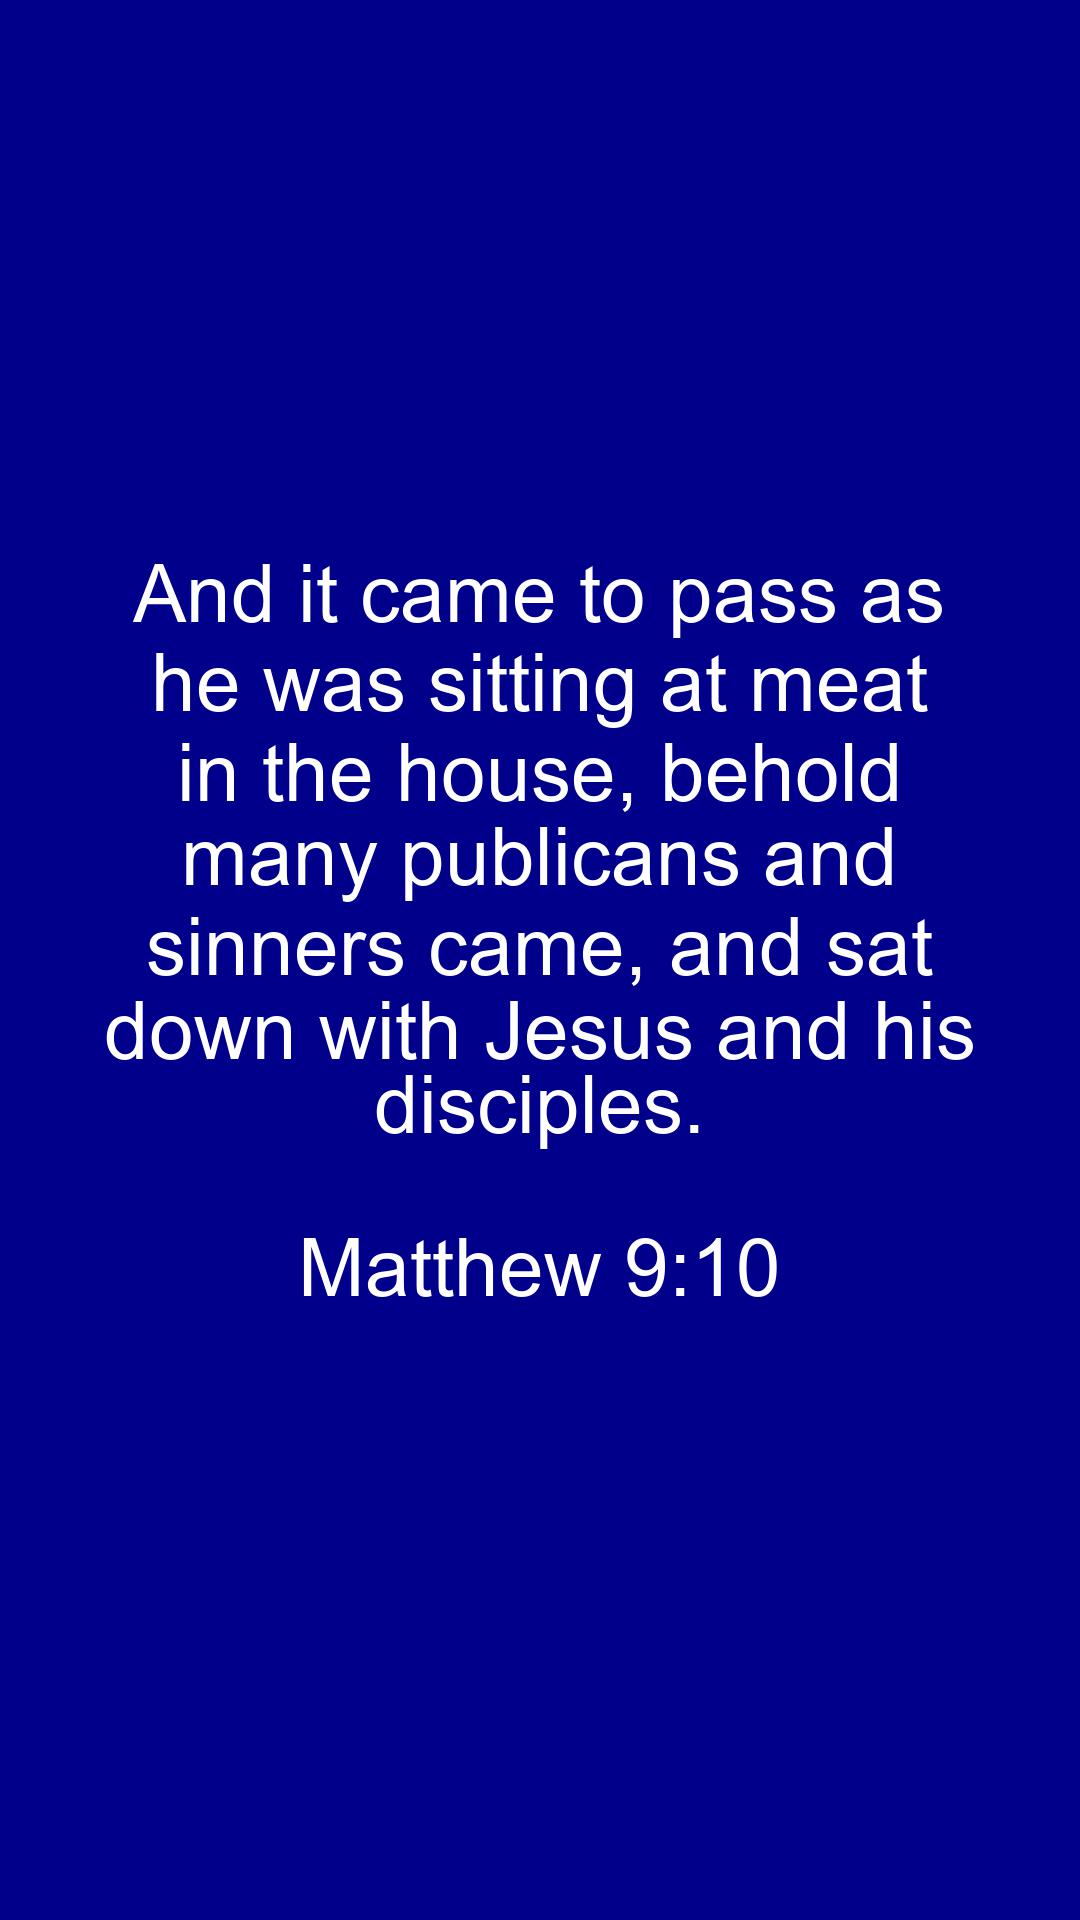 And it came to pass as
he was sitting at meat
in the house, behold
many publicans and
sinners came, and sat
down with Jesus and his
disciples.
Matthew 9:10